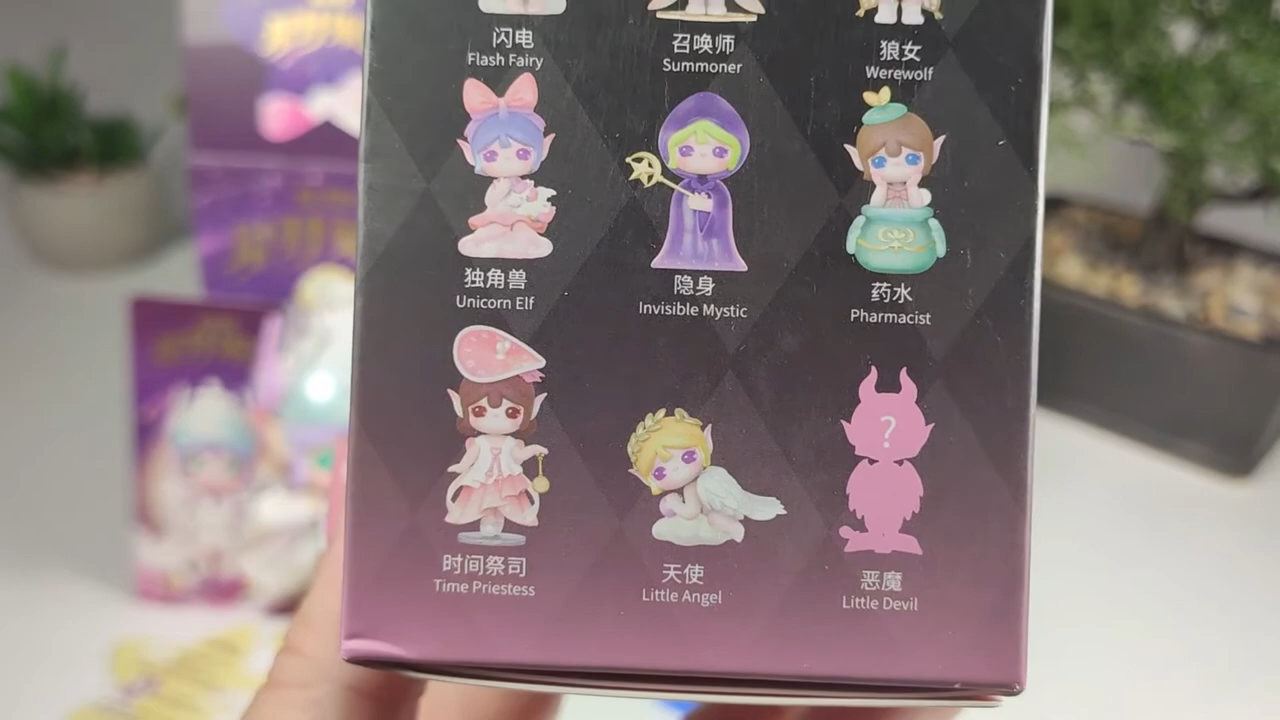 闪电
Flash Fairy
召唤师
Summoner
狼女
Werewolf
独角兽
Unicorn Elf
隐身
Invisible Mystic
药水
Pharmacist
?
时间祭司
Time Priestess
天使
Little Angel
恶魔
Little Devil